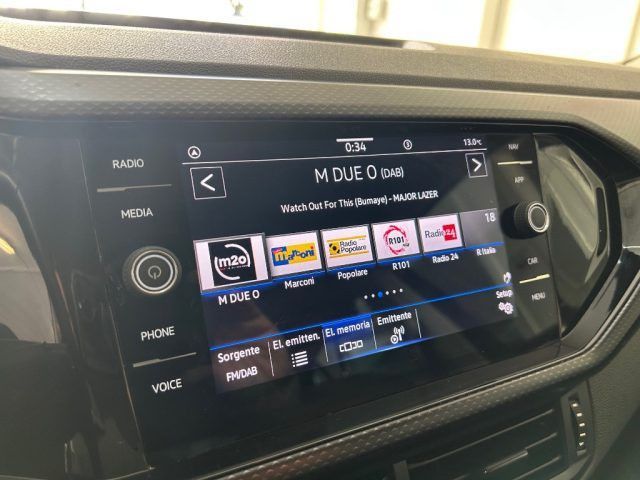 RADIO
MEDIA
PHONE
VOICE
0:34
3
13.0°C
M DUE O (DAB)
Watch Out For This (Bumaye) - MAJOR LAZER
m2o
Marconi
Radio Popolare
R101
Radio24
18
M DUE O
Marconi
Popolare
R101
Radio 24
R Italia
Sorgente
FM/DAB
El. emitten.
El. memoria
Emittente
Setup
NAV
APP
CAR
MENU